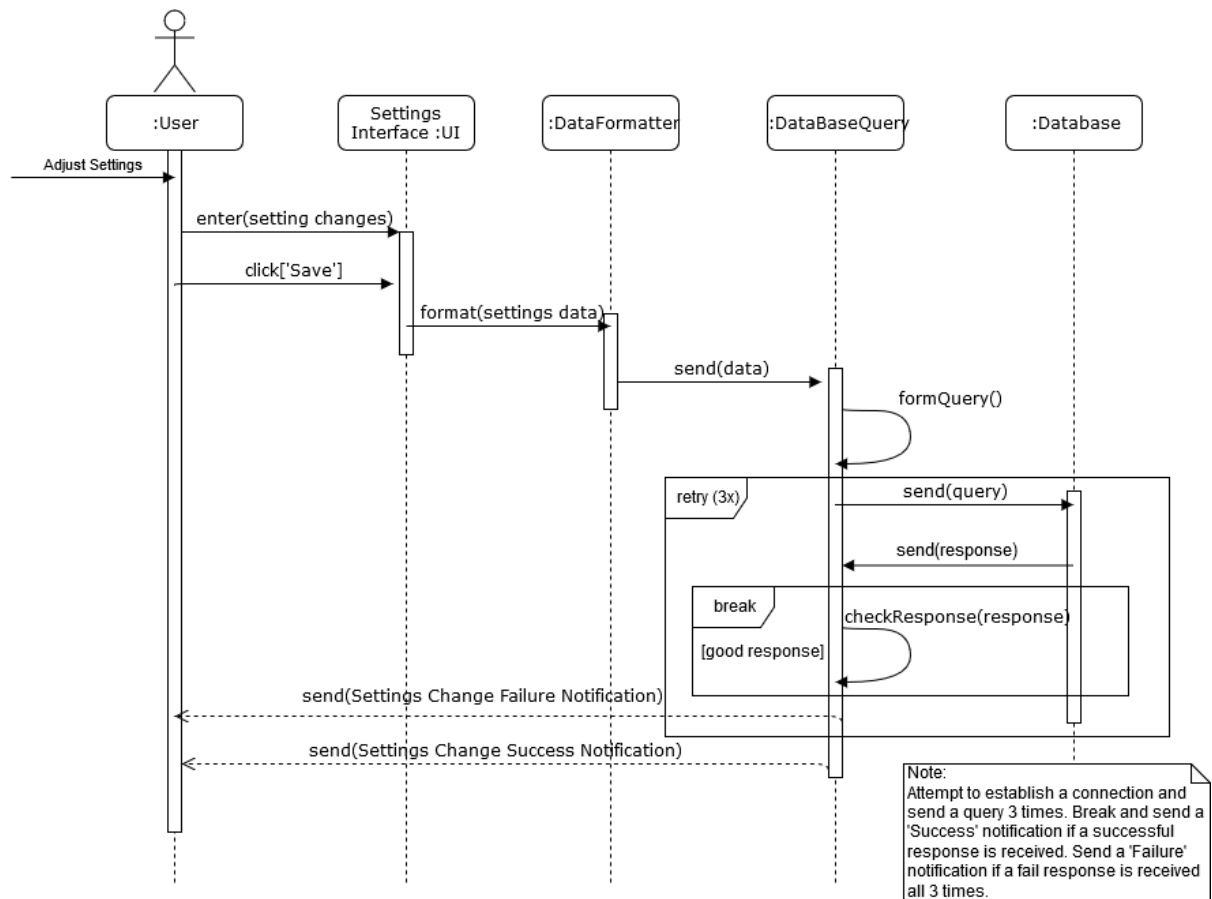 :User
Settings
Interface :UI
:DataFormatter
:DataBaseQuery
:Database
Adjust Settings
enter(setting changes)
click['Save']
format(settings data)
send(data)
formQuery()
retry (3x)
send(query)
send(response)
break
checkResponse(response)
[good response]
send(Settings Change Failure Notification)
send(Settings Change Success Notification)
Note:
Attempt to establish a connection and
send a query 3 times. Break and send a
'Success' notification if a successful
response is received. Send a 'Failure'
notification if a fail response is received
all 3 times.